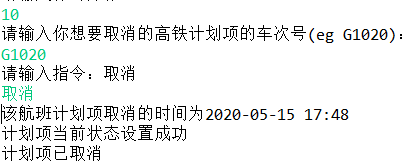 10
请输入你想要取消的高铁计划项的车次号(eg G1020):
G1020
请输入指令: 取消
取消
该航班计划项取消的时间为2020-05-15 17:48
计划项当前状态设置成功
计划项已取消